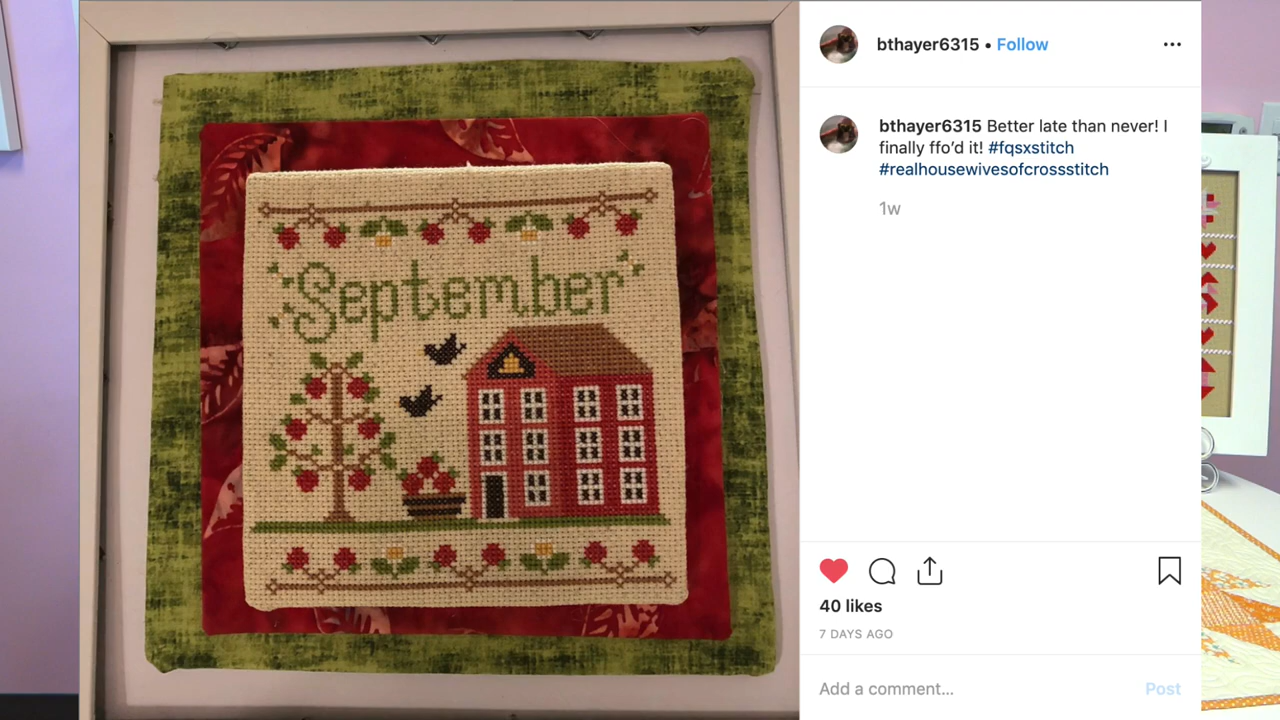 September
bthayer6315 • Follow
bthayer6315 Better late than never! I
finally ffo’d it! #fqsxstitch
#realhousewivesofcrossstitch
1w
40 likes
7 DAYS AGO
Add a comment...
Post